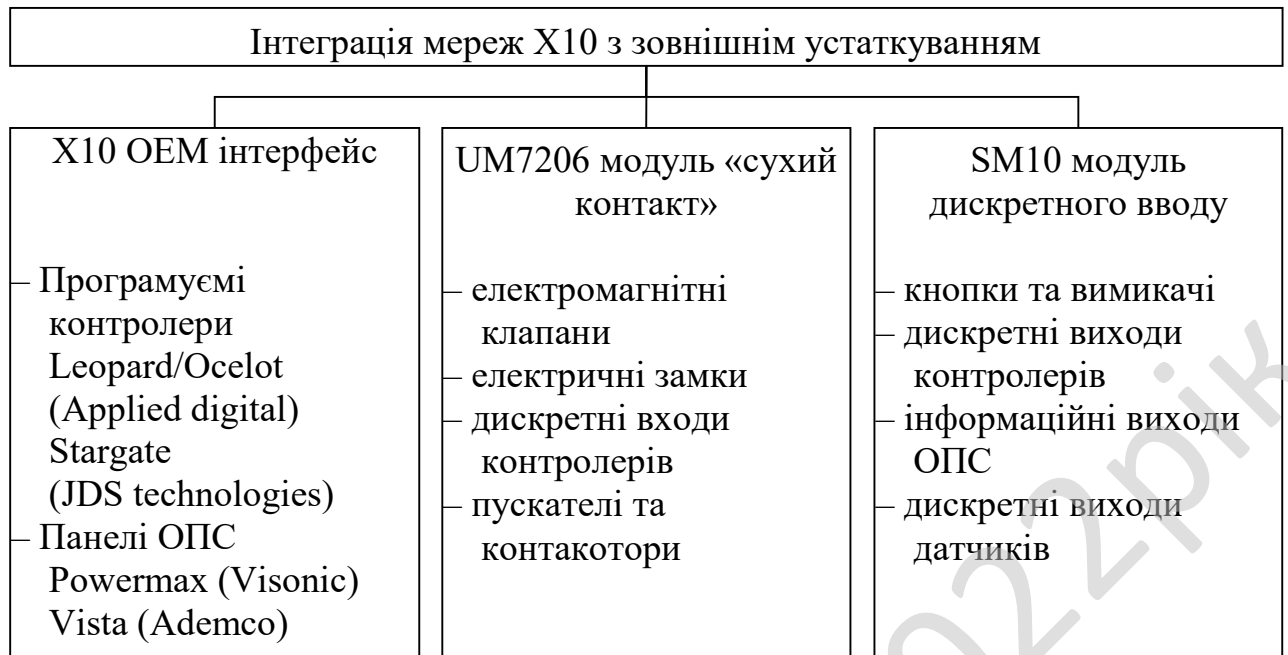 Інтеграція мереж X10 з зовнішнім устаткуванням
X10 OEM інтерфейс
– Програмуємі
контролери
Leopard/Ocelot
(Applied digital)
Stargate
(JDS technologies)
– Панелі ОПС
Powermax (Visonic)
Vista (Ademco)
UM7206 модуль «сухий
контакт»
– електромагнітні
клапани
– електричні замки
– дискретні входи
контролерів
– пускателі та
контакотори
SM10 модуль
дискретного вводу
– кнопки та вимикачі
– дискретні виходи
контролерів
– інформаційні виходи
ОПС
– дискретні виходи
датчиків
022рік